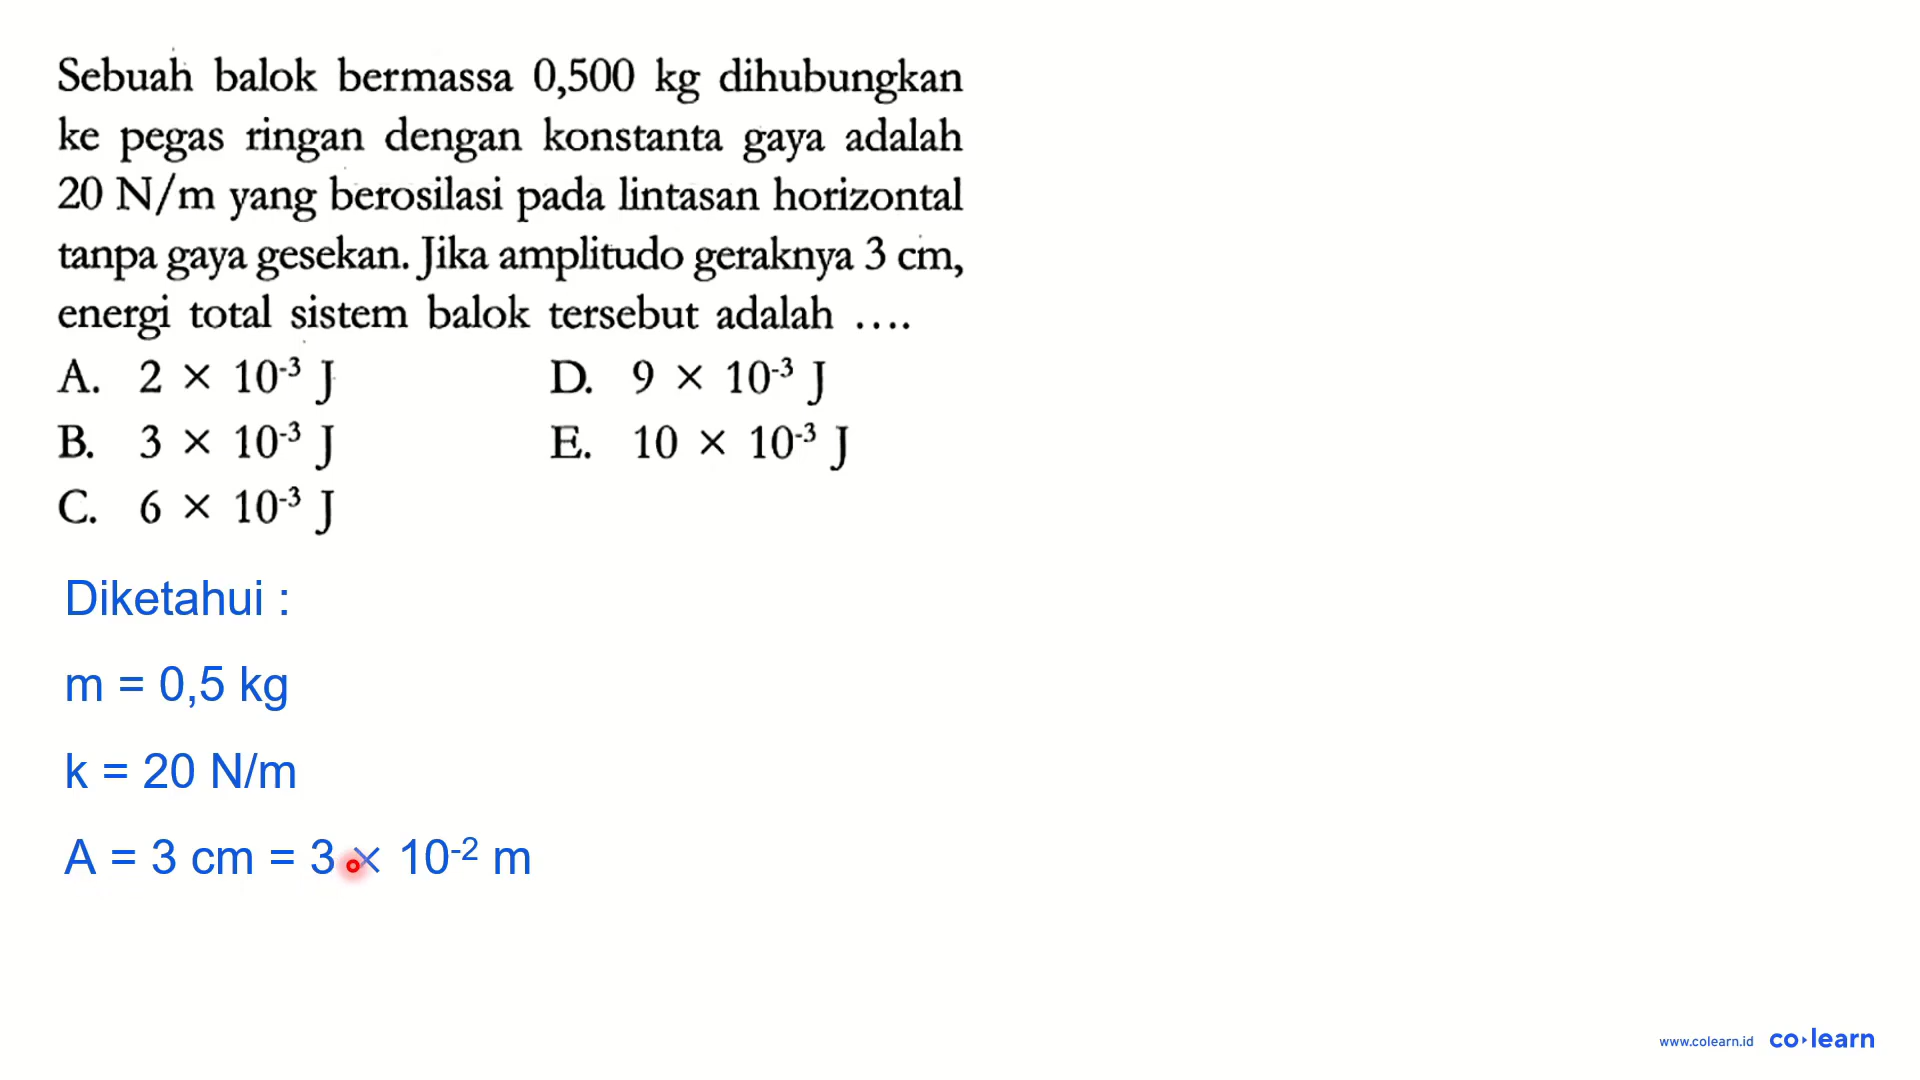 Sebuah balok bermassa 0,500 kg dihubungkan
ke pegas ringan dengan konstanta gaya adalah
20 N/m yang berosilasi pada lintasan horizontal
tanpa gaya gesekan. Jika amplitudo geraknya 3 cm,
energi total sistem balok tersebut adalah ....
A. 2 × 10⁻³ J
D. 9 × 10⁻³ J
B. 3 × 10⁻³ J
E. 10 × 10⁻³ J
C. 6 × 10⁻³ J
Diketahui :
m = 0,5 kg
k = 20 N/m
A = 3 cm = 3 × 10⁻² m
www.colearn.id co·learn